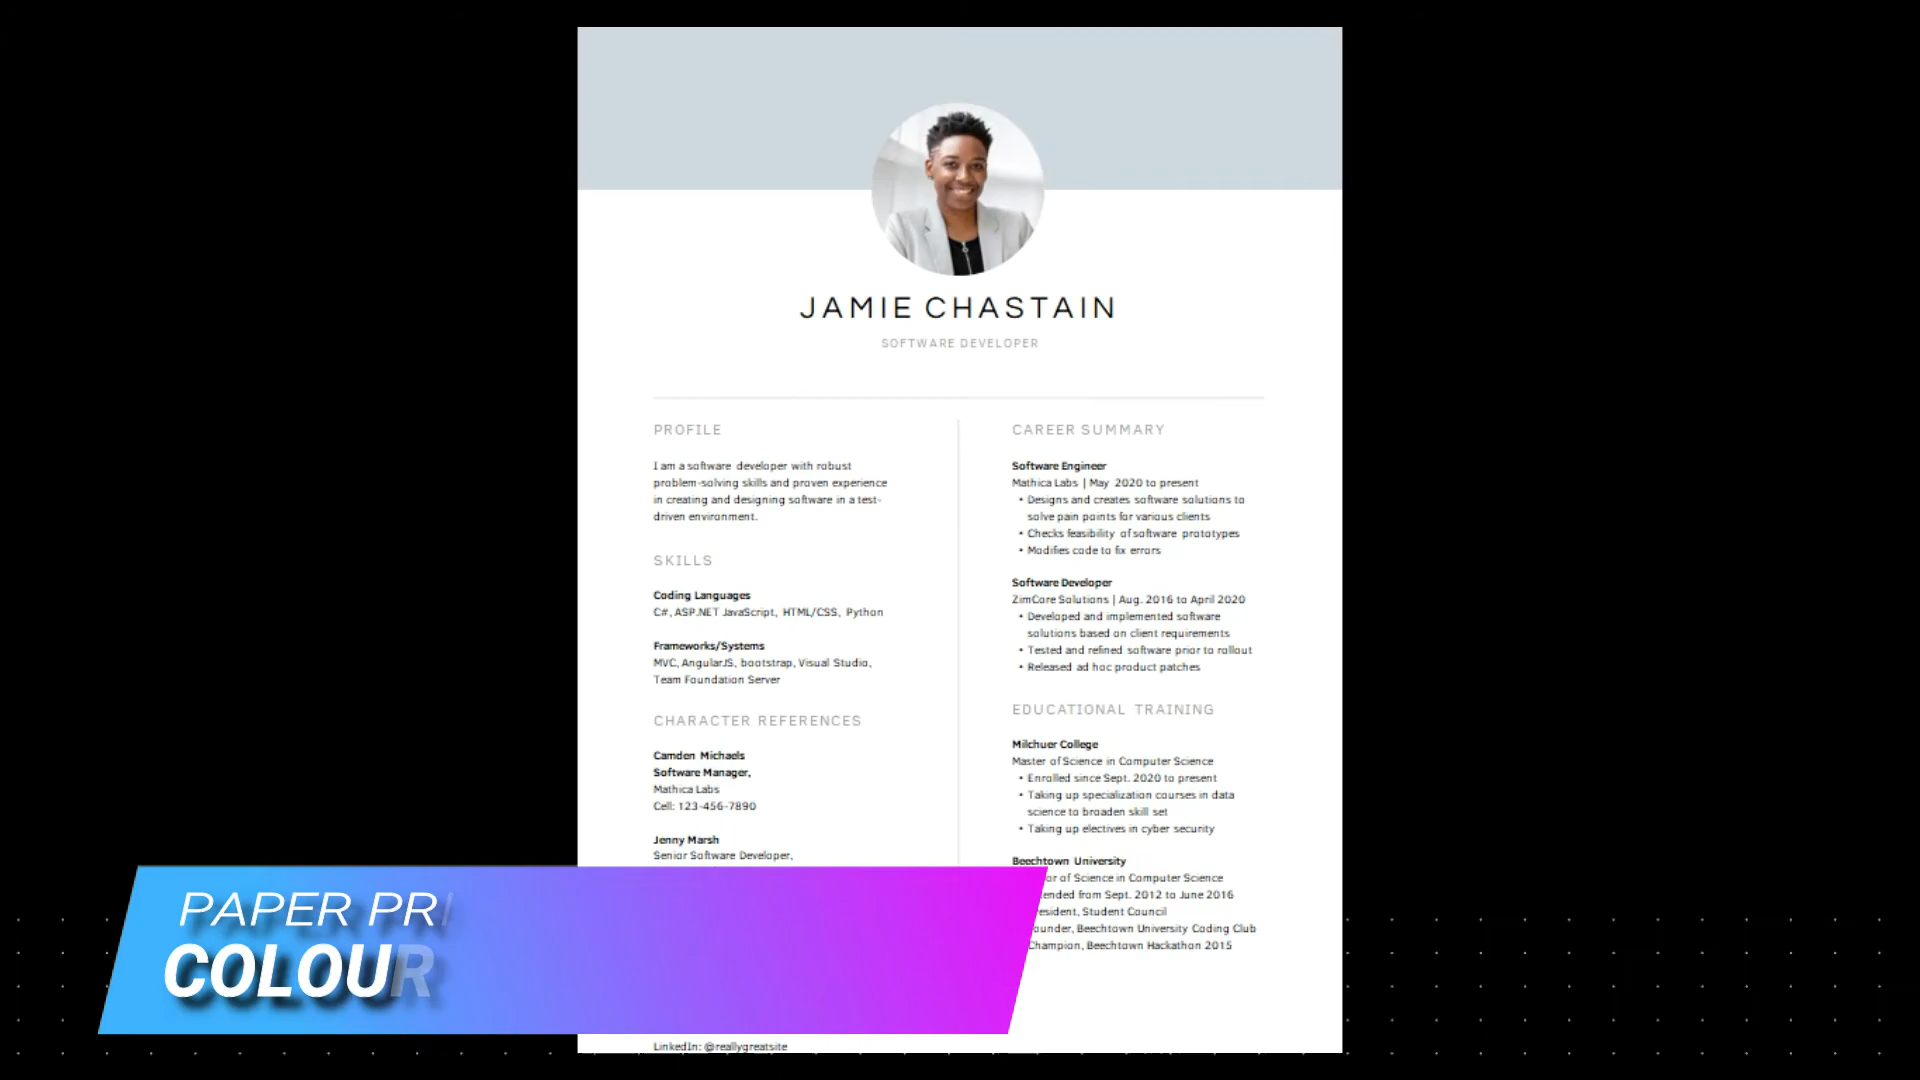 JAMIE CHASTAIN
SOFTWARE DEVELOPER
PROFILE
I am a software developer with robust
problem-solving skills and proven experience
in creating and designing software in a test-
driven environment.
SKILLS
Coding Languages
C#, ASP.NET JavaScript, HTML/CSS, Python
Frameworks/Systems
MVC, AngularJS, bootstrap, Visual Studio,
Team Foundation Server
CHARACTER REFERENCES
Camden Michaels
Software Manager,
Mathica Labs
Cell: 123-456-7890
Jenny Marsh
Senior Software Developer,
LinkedIn: @reallygreatsite
CAREER SUMMARY
Software Engineer
Mathica Labs | May 2020 to present
• Designs and creates software solutions to
solve pain points for various clients
• Checks feasibility of software prototypes
• Modifies code to fix errors
Software Developer
ZimCore Solutions | Aug. 2016 to April 2020
• Developed and implemented software
solutions based on client requirements
• Tested and refined software prior to rollout
• Released ad hoc product patches
EDUCATIONAL TRAINING
Milchuer College
Master of Science in Computer Science
• Enrolled since Sept. 2020 to present
• Taking up specialization courses in data
science to broaden skill set
• Taking up electives in cyber security
Beechtown University
or of Science in Computer Science
ended from Sept. 2012 to June 2016
esident, Student Council
ounder, Beechtown University Coding Club
Champion, Beechtown Hackathon 2015
PAPER PRI
COLOUR